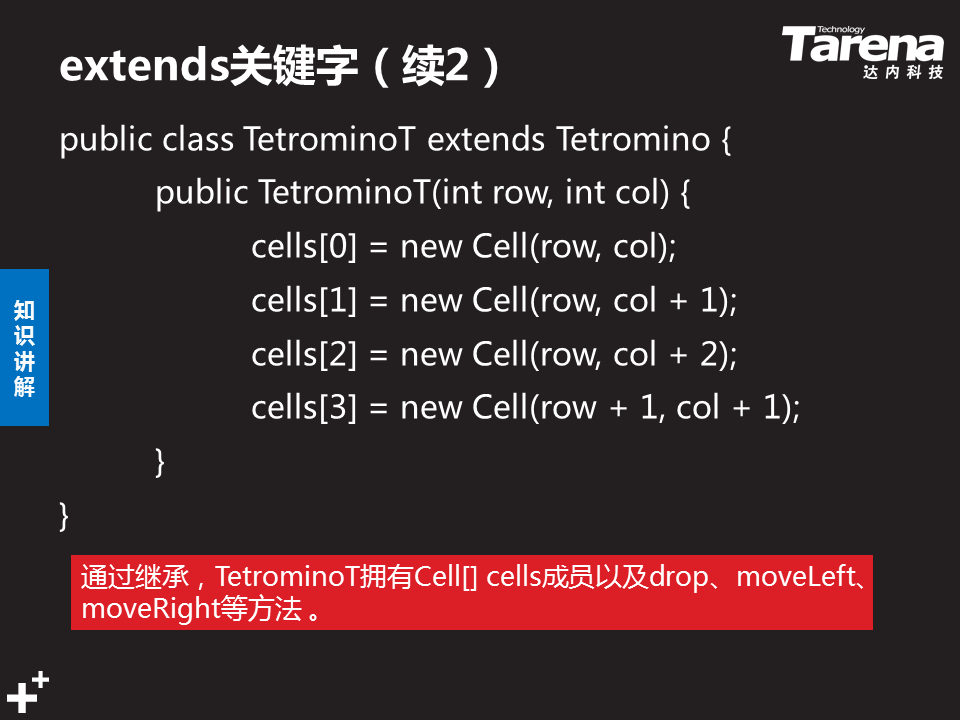 extends关键字（续2）
Technology
Tarena
达内科技
public class TetrominoT extends Tetromino {
public TetrominoT(int row, int col) {
cells[0] = new Cell(row, col);
cells[1] = new Cell(row, col + 1);
cells[2] = new Cell(row, col + 2);
cells[3] = new Cell(row + 1, col + 1);
}
}
知识讲解
通过继承，TetrominoT拥有Cell[] cells成员以及drop、moveLeft、
moveRight等方法 。